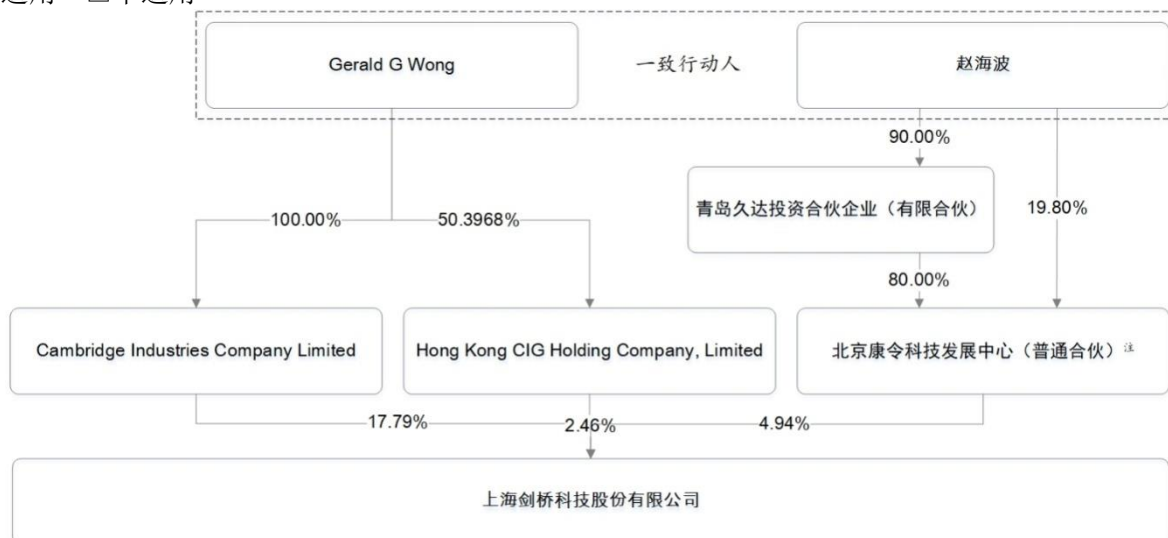 Gerald G Wong
一致行动人
赵海波
90.00%
青岛久达投资合伙企业（有限合伙）
100.00%
50.3968%
19.80%
80.00%
Cambridge Industries Company Limited
Hong Kong CIG Holding Company, Limited
北京康令科技发展中心（普通合伙）注
17.79%
2.46%
4.94%
上海剑桥科技股份有限公司